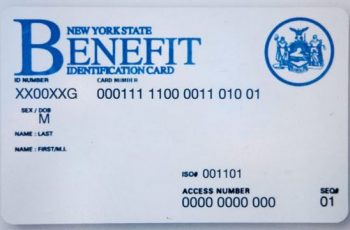 NEW YORK STATE
BENEFIT
IDENTIFICATION CARD
ID NUMBER CARD NUMBER
XX00XXG 000111 1100 0011 010 01
SEX / DOB
M
NAME : LAST
NAME : FIRST/M.I.
ISO# 001101
ACCESS NUMBER SEQ#
0000 0000 000 01